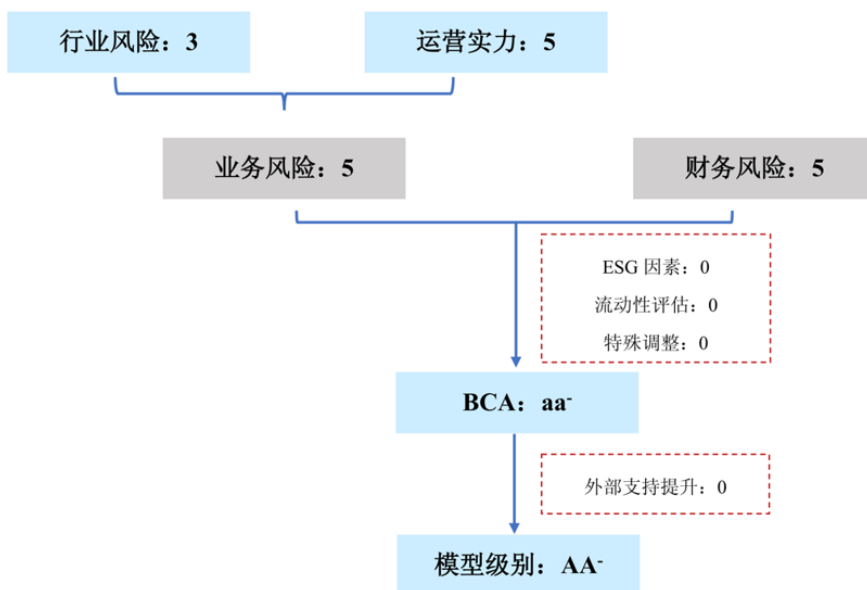 行业风险：3
运营实力：5
业务风险：5
财务风险：5
ESG 因素：0
流动性评估：0
特殊调整：0
BCA：aa-
外部支持提升：0
模型级别：AA-